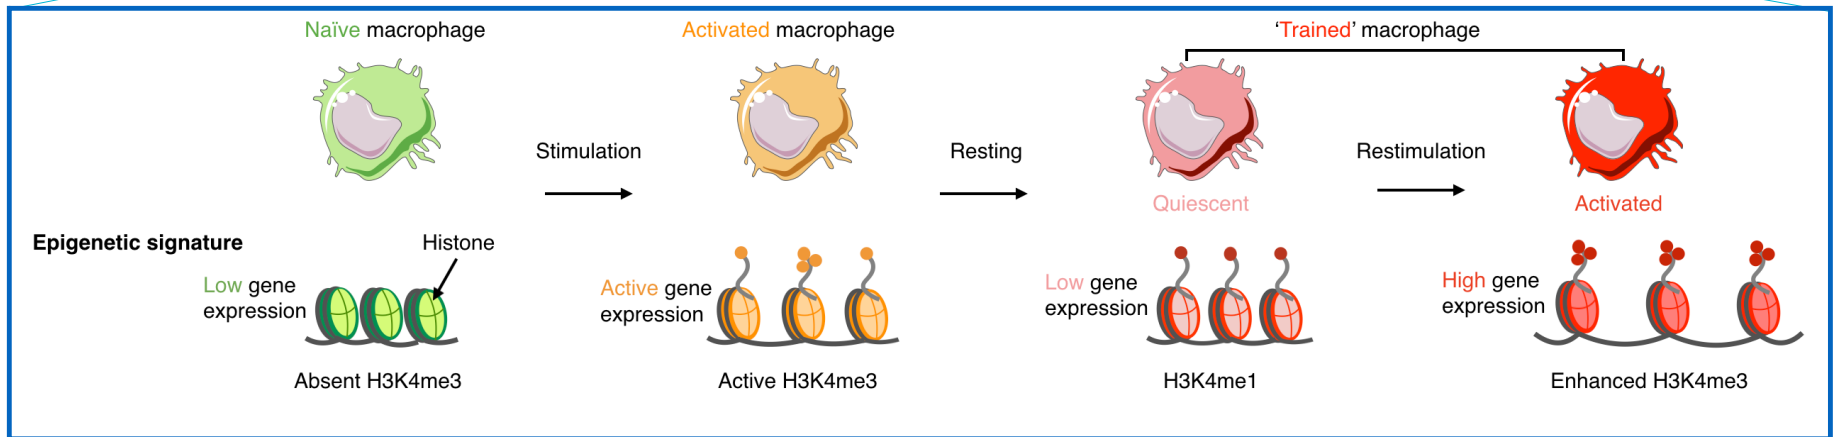 Naïve macrophage
Activated macrophage
‘Trained’ macrophage
Stimulation
Resting
Restimulation
Quiescent
Activated
Epigenetic signature
Histone
Low gene
expression
Active gene
expression
Low gene
expression
High gene
expression
Absent H3K4me3
Active H3K4me3
H3K4me1
Enhanced H3K4me3